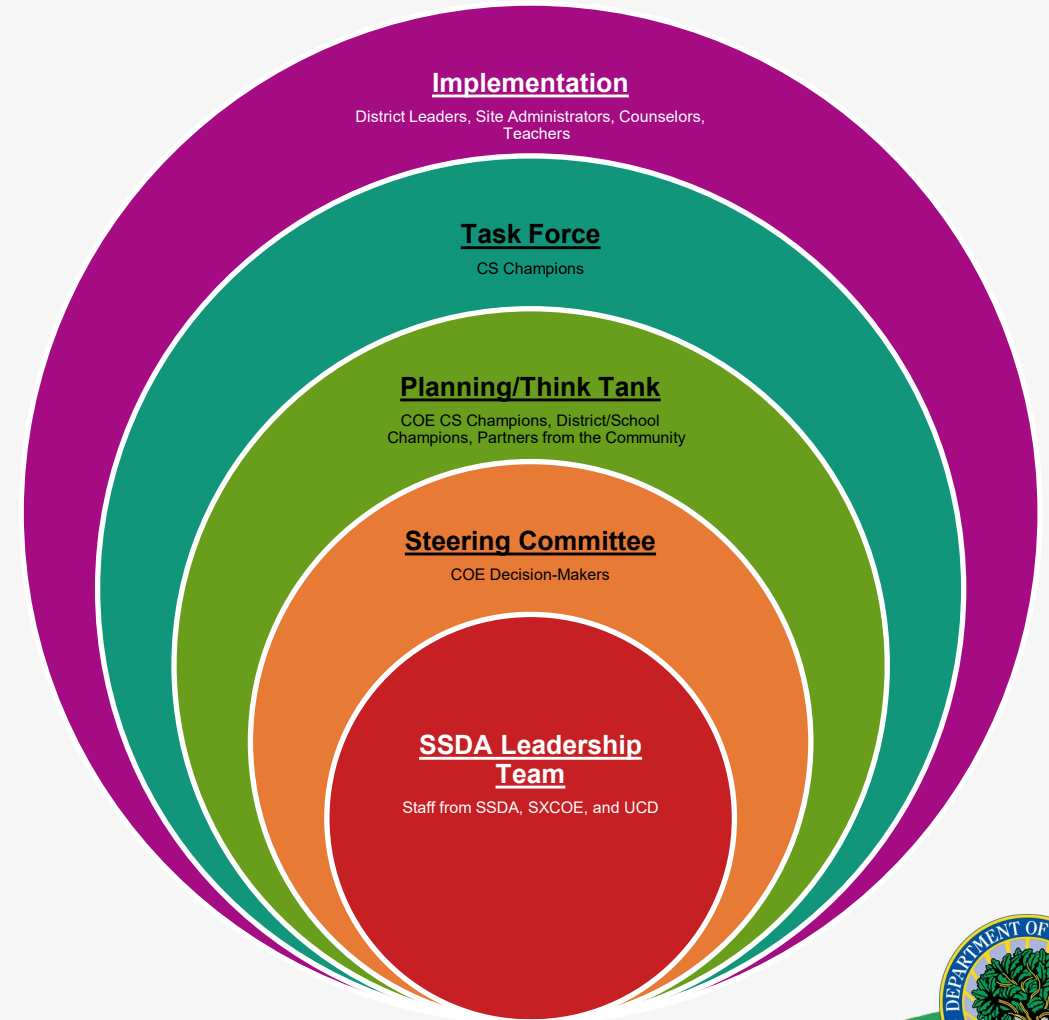 Implementation
District Leaders, Site Administrators, Counselors,
Teachers
Task Force
CS Champions
Planning/Think Tank
COE CS Champions, District/School
Champions, Partners from the Community
Steering Committee
COE Decision-Makers
SSDA Leadership
Team
Staff from SSDA, SXCOE, and UCD
DEPARTMENT OF